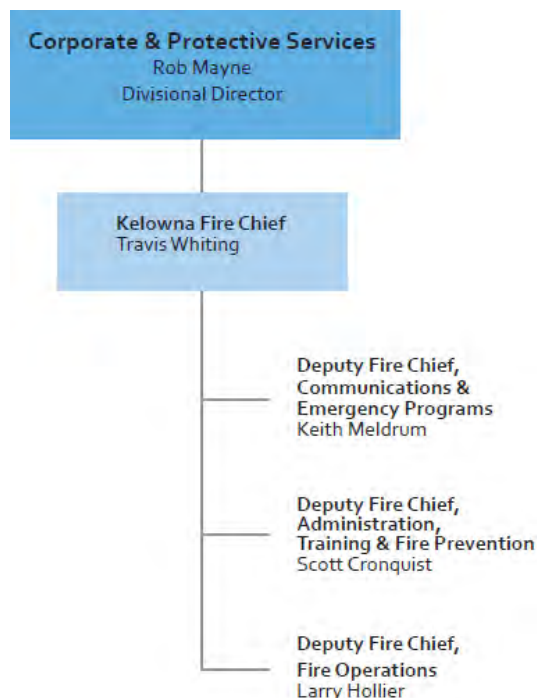 Corporate & Protective Services
Rob Mayne
Divisional Director
Kelowna Fire Chief
Travis Whiting
Deputy Fire Chief,
Communications &
Emergency Programs
Keith Meldrum
Deputy Fire Chief,
Administration,
Training & Fire Prevention
Scott Cronquist
Deputy Fire Chief,
Fire Operations
Larry Hollier